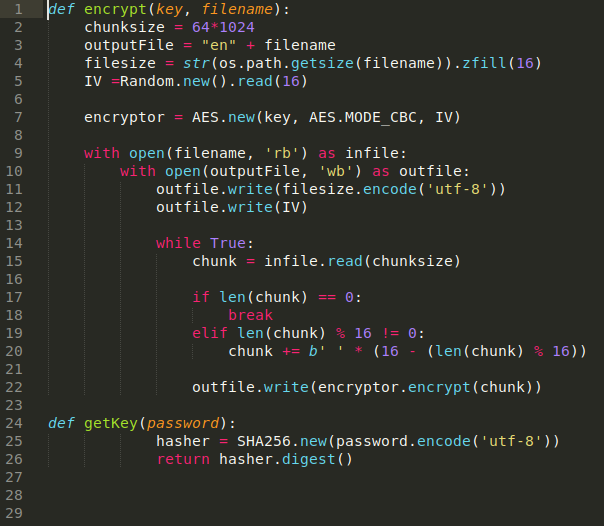 1 def encrypt(key, filename):
2     chunksize = 64*1024
3     outputFile = "en" + filename
4     filesize = str(os.path.getsize(filename)).zfill(16)
5     IV =Random.new().read(16)
6
7     encryptor = AES.new(key, AES.MODE_CBC, IV)
8
9     with open(filename, 'rb') as infile:
10         with open(outputFile, 'wb') as outfile:
11             outfile.write(filesize.encode('utf-8'))
12             outfile.write(IV)
13
14             while True:
15                 chunk = infile.read(chunksize)
16
17                 if len(chunk) == 0:
18                     break
19                 elif len(chunk) % 16 != 0:
20                     chunk += b' ' * (16 - (len(chunk) % 16))
21
22                 outfile.write(encryptor.encrypt(chunk))
23
24 def getKey(password):
25             hasher = SHA256.new(password.encode('utf-8'))
26             return hasher.digest()
27
28
29